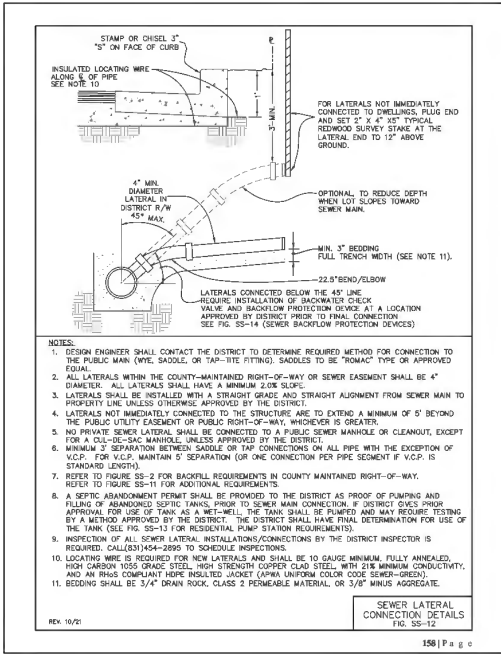 STAMP OR CHISEL 3"
"S" ON FACE OF CURB
INSULATED LOCATING WIRE
ALONG ℄ OF PIPE
SEE NOTE 10
1'
3' MIN.
FOR LATERALS NOT IMMEDIATELY
CONNECTED TO DWELLINGS, PLUG END
AND SET 2" X 4" X5" TYPICAL
REDWOOD SURVEY STAKE AT THE
LATERAL END TO 12" ABOVE
GROUND.
4" MIN.
DIAMETER
LATERAL IN
DISTRICT R/W
45° MAX.
OPTIONAL, TO REDUCE DEPTH
WHEN LOT SLOPES TOWARD
SEWER MAIN.
MIN. 3" BEDDING
FULL TRENCH WIDTH (SEE NOTE 11).
22.5°BEND/ELBOW
LATERALS CONNECTED BELOW THE 45° LINE
REQUIRE INSTALLATION OF BACKWATER CHECK
VALVE AND BACKFLOW PROTECTION DEVICE AT A LOCATION
APPROVED BY DISTRICT PRIOR TO FINAL CONNECTION
SEE FIG. SS-14 (SEWER BACKFLOW PROTECTION DEVICES)
NOTES:
1. DESIGN ENGINEER SHALL CONTACT THE DISTRICT TO DETERMINE REQUIRED METHOD FOR CONNECTION TO
THE PUBLIC MAIN (WYE, SADDLE, OR TAP-TITE FITTING). SADDLES TO BE "ROMAC" TYPE OR APPROVED
EQUAL.
2. ALL LATERALS WITHIN THE COUNTY-MAINTAINED RIGHT-OF-WAY OR SEWER EASEMENT SHALL BE 4"
DIAMETER. ALL LATERALS SHALL HAVE A MINIMUM 2.0% SLOPE.
3. LATERALS SHALL BE INSTALLED WITH A STRAIGHT GRADE AND STRAIGHT ALIGNMENT FROM SEWER MAIN TO
PROPERTY LINE UNLESS OTHERWISE APPROVED BY THE DISTRICT.
4. LATERALS NOT IMMEDIATELY CONNECTED TO THE STRUCTURE ARE TO EXTEND A MINIMUM OF 5' BEYOND
THE PUBLIC UTILITY EASEMENT OR PUBLIC RIGHT-OF-WAY, WHICHEVER IS GREATER.
5. NO PRIVATE SEWER LATERAL SHALL BE CONNECTED TO A PUBLIC SEWER MANHOLE OR CLEANOUT, EXCEPT
FOR A CUL-DE-SAC MANHOLE, UNLESS APPROVED BY THE DISTRICT.
6. MINIMUM 3' SEPARATION BETWEEN SADDLE OR TAP CONNECTIONS ON ALL PIPE WITH THE EXCEPTION OF
V.C.P. FOR V.C.P. MAINTAIN 5' SEPARATION (OR ONE CONNECTION PER PIPE SEGMENT IF V.C.P. IS
STANDARD LENGTH).
7. REFER TO FIGURE SS-2 FOR BACKFILL REQUIREMENTS IN COUNTY MAINTAINED RIGHT-OF-WAY.
REFER TO FIGURE SS-11 FOR ADDITIONAL REQUIREMENTS.
8. A SEPTIC ABANDONMENT PERMIT SHALL BE PROVIDED TO THE DISTRICT AS PROOF OF PUMPING AND
FILLING OF ABANDONED SEPTIC TANKS, PRIOR TO SEWER MAIN CONNECTION. IF DISTRICT GIVES PRIOR
APPROVAL FOR USE OF TANK AS A WET-WELL, THE TANK SHALL BE PUMPED AND MAY REQUIRE TESTING
BY A METHOD APPROVED BY THE DISTRICT. THE DISTRICT SHALL HAVE FINAL DETERMINATION FOR USE OF
THE TANK (SEE FIG. SS-13 FOR RESIDENTIAL PUMP STATION REQUIREMENTS).
9. INSPECTION OF ALL SEWER LATERAL INSTALLATIONS/CONNECTIONS BY THE DISTRICT INSPECTOR IS
REQUIRED. CALL(831)454-2895 TO SCHEDULE INSPECTIONS.
10. LOCATING WIRE IS REQUIRED FOR NEW LATERALS AND SHALL BE 10 GAUGE MINIMUM, FULLY ANNEALED,
HIGH CARBON 1055 GRADE STEEL, HIGH STRENGTH COPPER CLAD STEEL, WITH 21% MINIMUM CONDUCTIVITY,
AND AN RHoS COMPLIANT HDPE INSULATED JACKET (APWA UNIFORM COLOR CODE SEWER-GREEN).
11. BEDDING SHALL BE 3/4" DRAIN ROCK, CLASS 2 PERMEABLE MATERIAL, OR 3/8" MINUS AGGREGATE.
SEWER LATERAL
CONNECTION DETAILS
FIG. SS-12
REV. 10/21
158 | P a g e